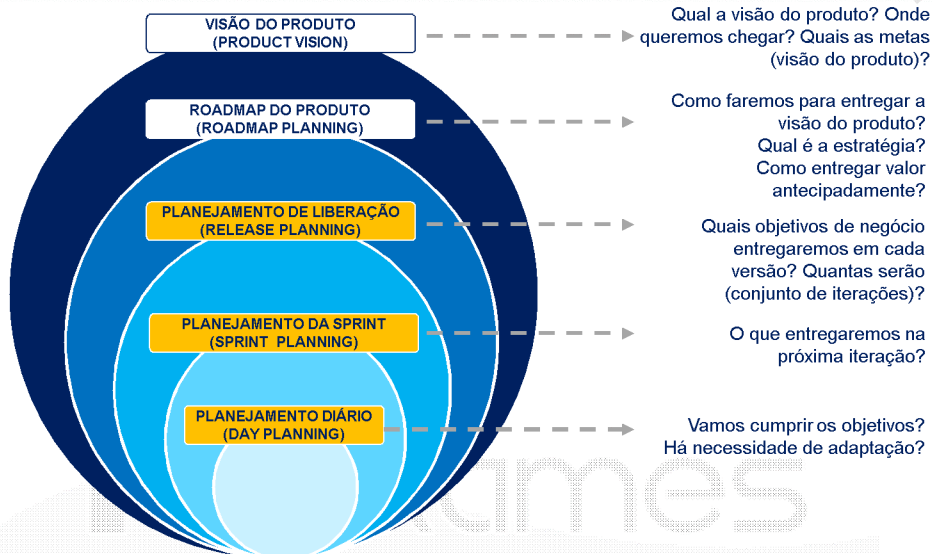 VISÃO DO PRODUTO
(PRODUCT VISION)
Qual a visão do produto? Onde
queremos chegar? Quais as metas
(visão do produto)?
ROADMAP DO PRODUTO
(ROADMAP PLANNING)
Como faremos para entregar a
visão do produto?
Qual é a estratégia?
Como entregar valor
antecipadamente?
PLANEJAMENTO DE LIBERAÇÃO
(RELEASE PLANNING)
Quais objetivos de negócio
entregaremos em cada
versão? Quantas serão
(conjunto de iterações)?
PLANEJAMENTO DA SPRINT
(SPRINT PLANNING)
O que entregaremos na
próxima iteração?
PLANEJAMENTO DIÁRIO
(DAY PLANNING)
Vamos cumprir os objetivos?
Há necessidade de adaptação?